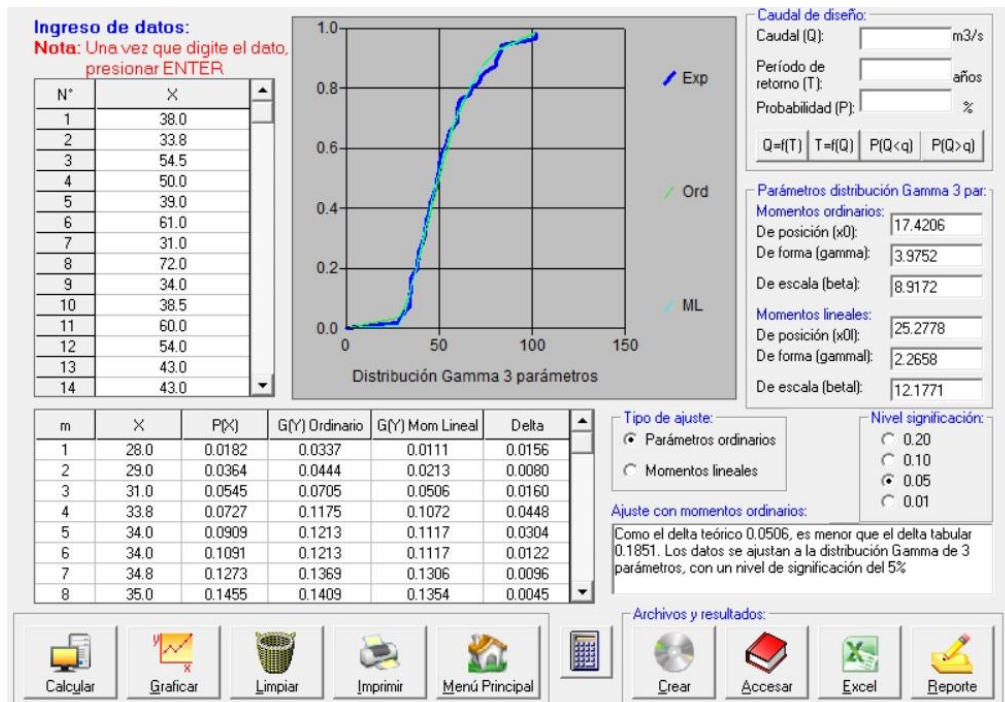 Ingreso de datos:
Nota: Una vez que digite el dato,
presionar ENTER
N° X
1 38.0
2 33.8
3 54.5
4 50.0
5 39.0
6 61.0
7 31.0
8 72.0
9 34.0
10 38.5
11 60.0
12 54.0
13 43.0
14 43.0
1.0
0.8
0.6
0.4
0.2
0.0
0 50 100 150
Distribución Gamma 3 parámetros
Exp
Ord
ML
Caudal de diseño:
Caudal (Q): m3/s
Período de
retorno (T): años
Probabilidad (P): %
Q=f(T) T=f(Q) P(Q<q) P(Q>q)
Parámetros distribución Gamma 3 par:
Momentos ordinarios:
De posición (x0): 17.4206
De forma (gamma): 3.9752
De escala (beta): 8.9172
Momentos lineales:
De posición (x0l): 25.2778
De forma (gammal): 2.2658
De escala (betal): 12.1771
m X P(X) G(Y) Ordinario G(Y) Mom Lineal Delta
1 28.0 0.0182 0.0337 0.0111 0.0156
2 29.0 0.0364 0.0444 0.0213 0.0080
3 31.0 0.0545 0.0705 0.0506 0.0160
4 33.8 0.0727 0.1175 0.1072 0.0448
5 34.0 0.0909 0.1213 0.1117 0.0304
6 34.0 0.1091 0.1213 0.1117 0.0122
7 34.8 0.1273 0.1369 0.1306 0.0096
8 35.0 0.1455 0.1409 0.1354 0.0045
Tipo de ajuste:
Parámetros ordinarios
Momentos lineales
Nivel significación:
0.20
0.10
0.05
0.01
Ajuste con momentos ordinarios:
Como el delta teórico 0.0506, es menor que el delta tabular
0.1851. Los datos se ajustan a la distribución Gamma de 3
parámetros, con un nivel de significación del 5%
Calcular Graficar Limpiar Imprimir Menú Principal
Archivos y resultados:
Crear Accesar Excel Reporte